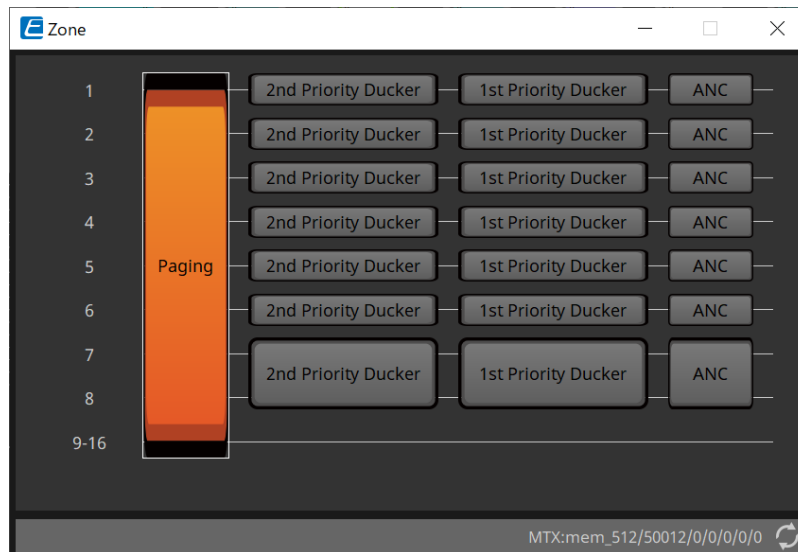 E Zone
1 2nd Priority Ducker 1st Priority Ducker ANC
2 2nd Priority Ducker 1st Priority Ducker ANC
3 2nd Priority Ducker 1st Priority Ducker ANC
4 2nd Priority Ducker 1st Priority Ducker ANC
5 Paging 2nd Priority Ducker 1st Priority Ducker ANC
6 2nd Priority Ducker 1st Priority Ducker ANC
7
2nd Priority Ducker 1st Priority Ducker ANC
8
9-16
MTX:mem_512/50012/0/0/0/0/0